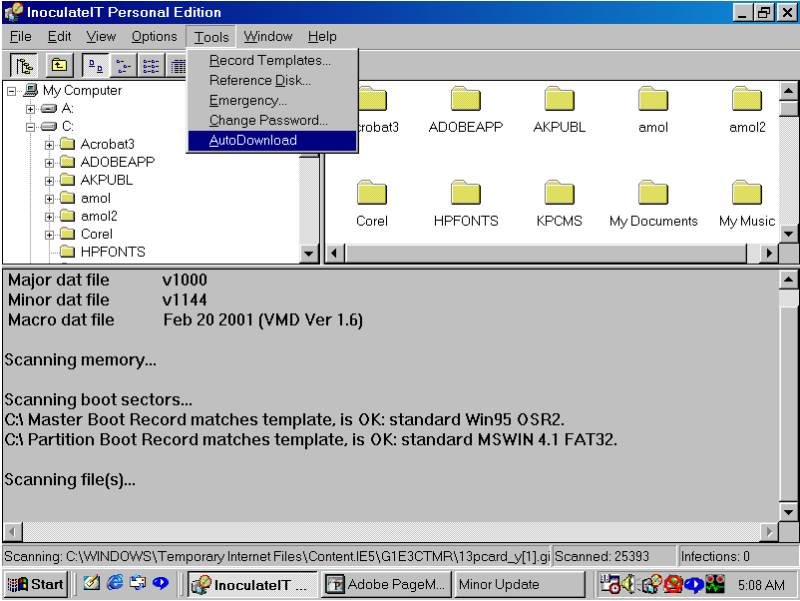 InoculateIT Personal Edition
File Edit View Options Tools Window Help
Record Templates...
Reference Disk...
Emergency...
Change Password...
AutoDownload
My Computer
A:
C:
Acrobat3
ADOBEAPP
AKPUBL
amol
amol2
Corel
HPFONTS
crobat3 ADOBEAPP AKPUBL amol amol2
Corel HPFONTS KPCMS My Documents My Music
Major dat file v1000
Minor dat file v1144
Macro dat file Feb 20 2001 (VMD Ver 1.6)
Scanning memory...
Scanning boot sectors...
C:\ Master Boot Record matches template, is OK: standard Win95 OSR2.
C:\ Partition Boot Record matches template, is OK: standard MSWIN 4.1 FAT32.
Scanning file(s)...
Scanning: C:\WINDOWS\Temporary Internet Files\Content.IE5\G1E3CTMR\13pcard_y[1].gi Scanned: 25393 Infections: 0
Start InoculateIT ... Adobe PageM... Minor Update 5:08 AM